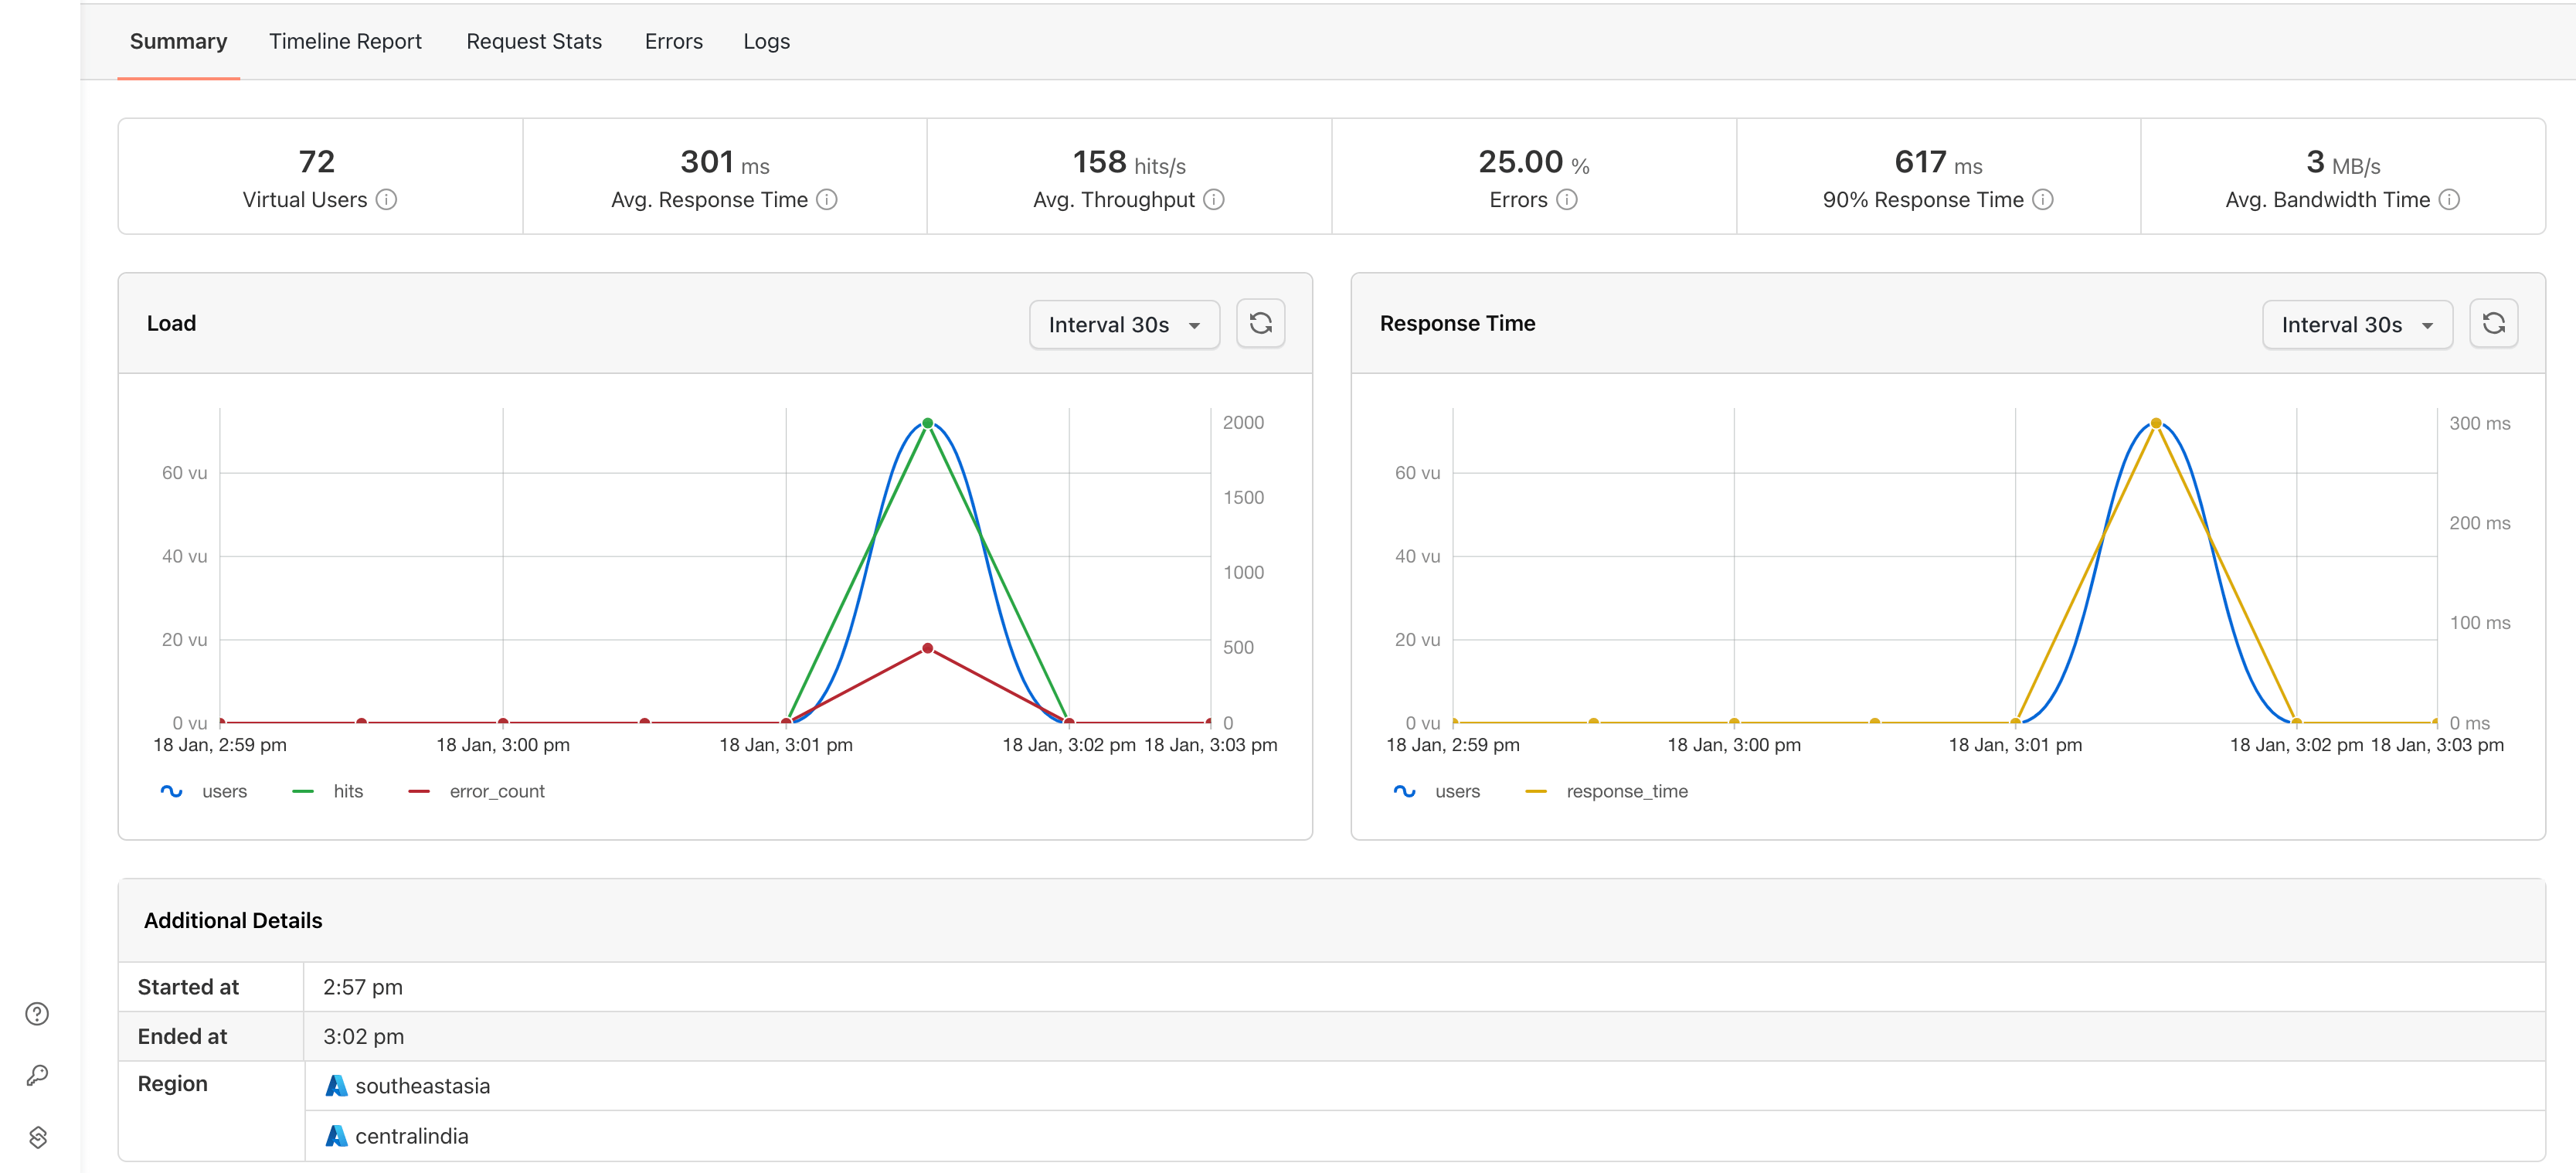 Summary Timeline Report Request Stats Errors Logs
72
Virtual Users
301 ms
Avg. Response Time
158 hits/s
Avg. Throughput
25.00 %
Errors
617 ms
90% Response Time
3 MB/s
Avg. Bandwidth Time
Load
Interval 30s
60 vu
40 vu
20 vu
0 vu
2000
1500
1000
500
0
18 Jan, 2:59 pm 18 Jan, 3:00 pm 18 Jan, 3:01 pm 18 Jan, 3:02 pm 18 Jan, 3:03 pm
users hits error_count
Response Time
Interval 30s
60 vu
40 vu
20 vu
0 vu
300 ms
200 ms
100 ms
0 ms
18 Jan, 2:59 pm 18 Jan, 3:00 pm 18 Jan, 3:01 pm 18 Jan, 3:02 pm 18 Jan, 3:03 pm
users response_time
Additional Details
Started at 2:57 pm
Ended at 3:02 pm
Region southeastasia
centralindia